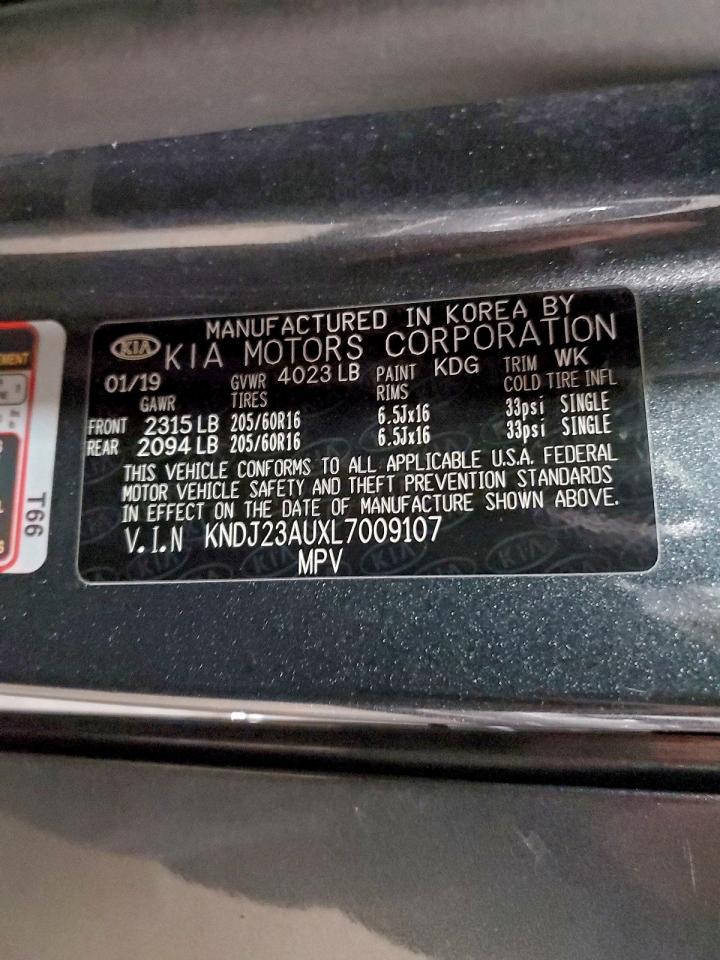 MANUFACTURED IN KOREA BY
KIA KIA MOTORS CORPORATION
01/19 GVWR 4023 LB PAINT KDG TRIM WK
GAWR TIRES RIMS COLD TIRE INFL
FRONT 2315 LB 205/60R16 6.5Jx16 33psi SINGLE
REAR 2094 LB 205/60R16 6.5Jx16 33psi SINGLE
THIS VEHICLE CONFORMS TO ALL APPLICABLE U.S.A. FEDERAL
MOTOR VEHICLE SAFETY AND THEFT PREVENTION STANDARDS
IN EFFECT ON THE DATE OF MANUFACTURE SHOWN ABOVE.
V.I.N KNDJ23AUXL7009107
MPV
T66